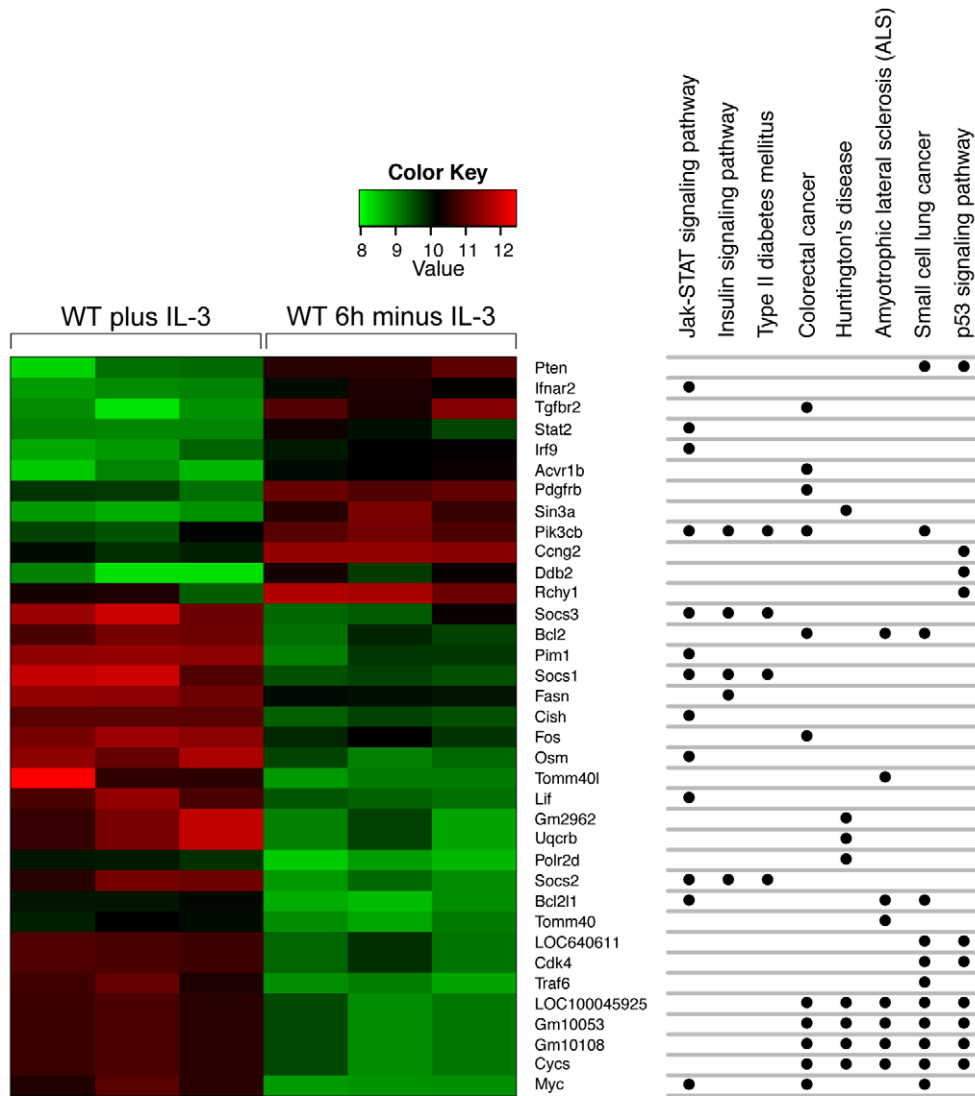 Jak-STAT signaling pathway
Insulin signaling pathway
Type II diabetes mellitus
Colorectal cancer
Huntington's disease
Amyotrophic lateral sclerosis (ALS)
Small cell lung cancer
p53 signaling pathway
Color Key
8 9 10 11 12
Value
WT plus IL-3 WT 6h minus IL-3
Pten
Ifnar2
Tgfbr2
Stat2
Irf9
Acvr1b
Pdgfrb
Sin3a
Pik3cb
Ccng2
Ddb2
Rchy1
Socs3
Bcl2
Pim1
Socs1
Fasn
Cish
Fos
Osm
Tomm40l
Lif
Gm2962
Uqcrb
Polr2d
Socs2
Bcl2l1
Tomm40
LOC640611
Cdk4
Traf6
LOC100045925
Gm10053
Gm10108
Cycs
Myc